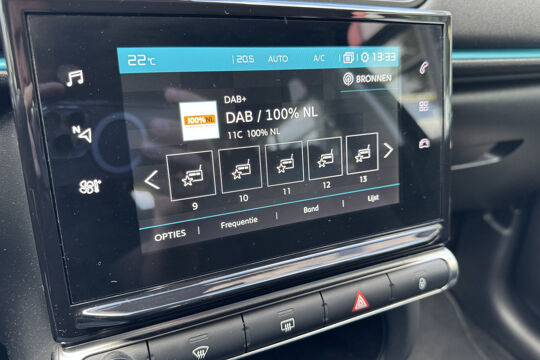 22°C 20.5 AUTO A/C 13:33
BRONNEN
DAB+
100% NL
DAB / 100% NL
11C 100% NL
9 10 11 12 13
OPTIES Frequentie Band Lijst
N